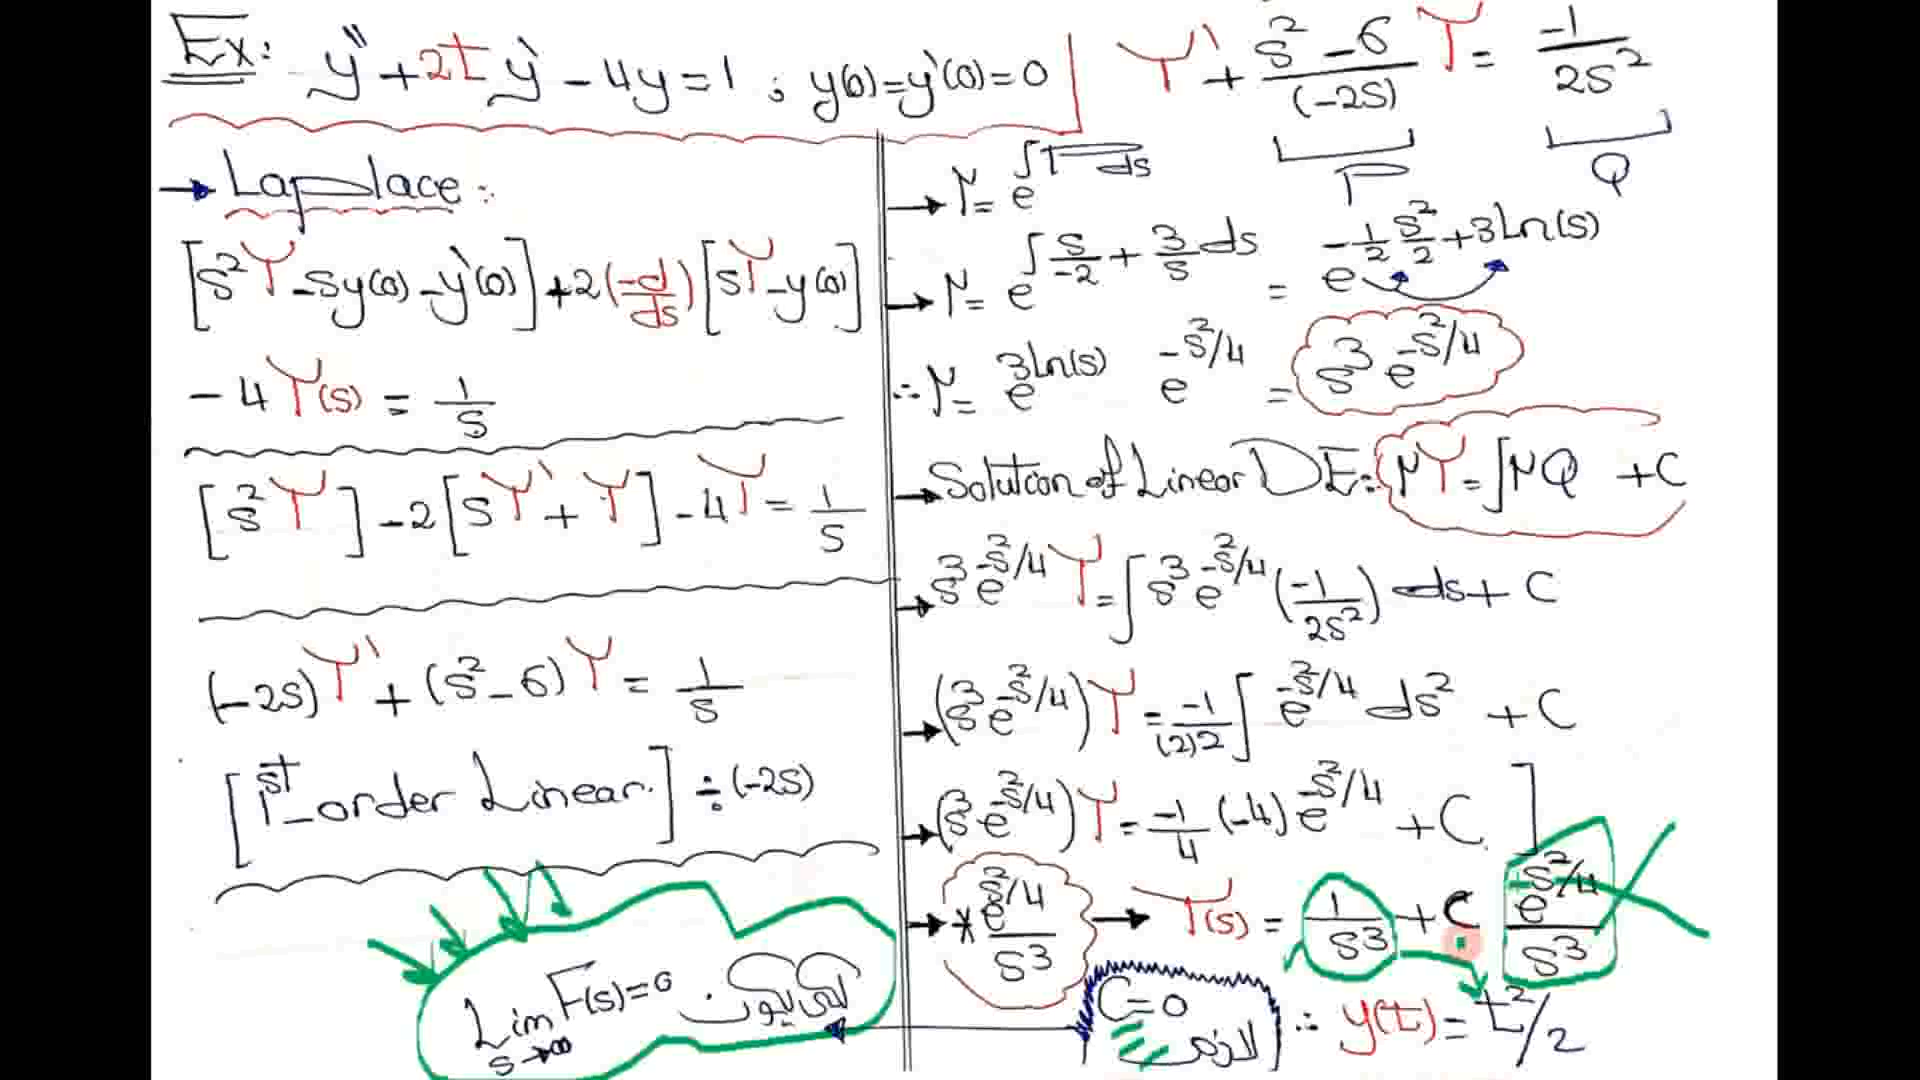 Ex: y'' + 2t y' - 4y = 1 ; y(0) = y'(0) = 0
→ Laplace:
[s²Y - sy(0) - y'(0)] + 2(-d/ds)[sY - y(0)]
- 4Y(s) = 1/s
[s²Y] - 2[sY' + Y] - 4Y = 1/s
(-2s)Y' + (s² - 6)Y = 1/s
[1st-order Linear.] ÷ (-2s)
Lim F(s) = 0 لكى يكون
s→∞
Y' + (s² - 6)/(-2s) Y = -1/(2s²)
P Q
→ μ = e^(∫P ds)
→ μ = e^(∫ s/-2 + 3/s ds) = e^(-1/2 s²/2 + 3Ln(s))
∴ μ = e^(3Ln(s)) e^(-s²/4) = s³ e^(-s²/4)
→ Solution of Linear DE: μY = ∫μQ + C
→ s³ e^(-s²/4) Y = ∫ s³ e^(-s²/4) (-1/(2s²)) ds + C
→ (s³ e^(-s²/4)) Y = -1/((2)2) ∫ e^(-s²/4) ds² + C
→ (s³ e^(-s²/4)) Y = -1/4 (-4) e^(-s²/4) + C ]
→ * e^(s²/4)/s³ → Y(s) = 1/s³ + C e^(+s²/4)/s³
C = 0 ∴ y(t) = t²/2